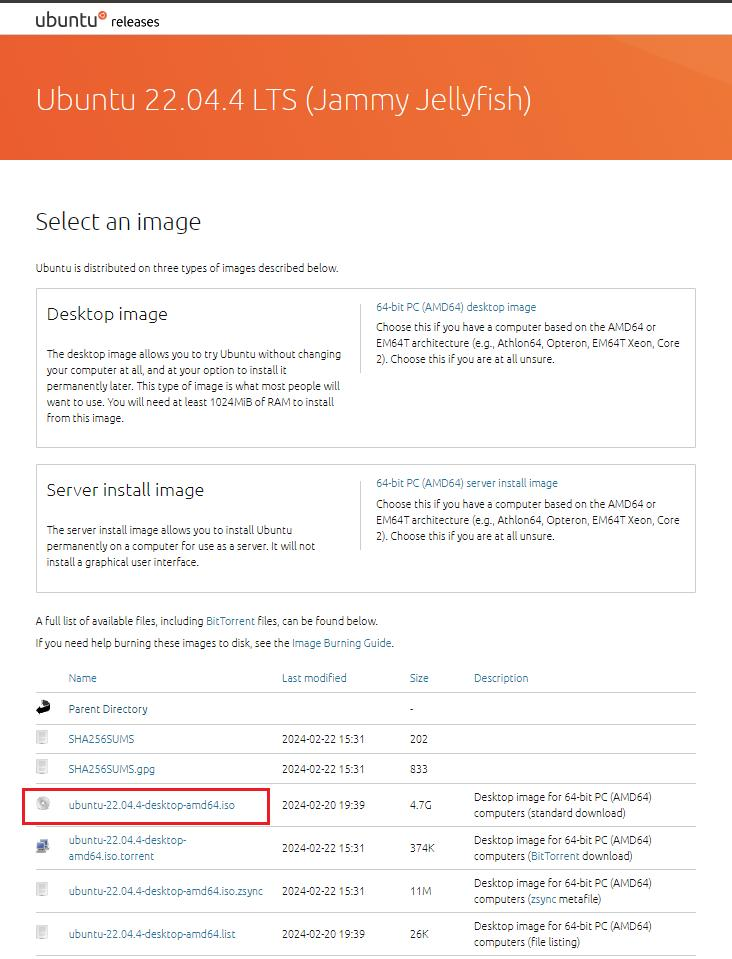 ubuntu releases
Ubuntu 22.04.4 LTS (Jammy Jellyfish)
Select an image
Ubuntu is distributed on three types of images described below.
Desktop image
The desktop image allows you to try Ubuntu without changing
your computer at all, and at your option to install it
permanently later. This type of image is what most people will
want to use. You will need at least 1024MiB of RAM to install
from this image.
64-bit PC (AMD64) desktop image
Choose this if you have a computer based on the AMD64 or
EM64T architecture (e.g., Athlon64, Opteron, EM64T Xeon, Core
2). Choose this if you are at all unsure.
Server install image
The server install image allows you to install Ubuntu
permanently on a computer for use as a server. It will not
install a graphical user interface.
64-bit PC (AMD64) server install image
Choose this if you have a computer based on the AMD64 or
EM64T architecture (e.g., Athlon64, Opteron, EM64T Xeon, Core
2). Choose this if you are at all unsure.
A full list of available files, including BitTorrent files, can be found below.
If you need help burning these images to disk, see the Image Burning Guide.
Name Last modified Size Description
Parent Directory -
SHA256SUMS 2024-02-22 15:31 202
SHA256SUMS.gpg 2024-02-22 15:31 833
ubuntu-22.04.4-desktop-amd64.iso 2024-02-20 19:39 4.7G Desktop image for 64-bit PC (AMD64)
computers (standard download)
ubuntu-22.04.4-desktop-
amd64.iso.torrent 2024-02-22 15:31 374K Desktop image for 64-bit PC (AMD64)
computers (BitTorrent download)
ubuntu-22.04.4-desktop-amd64.iso.zsync 2024-02-22 15:31 11M Desktop image for 64-bit PC (AMD64)
computers (zsync metafile)
ubuntu-22.04.4-desktop-amd64.list 2024-02-20 19:39 26K Desktop image for 64-bit PC (AMD64)
computers (file listing)